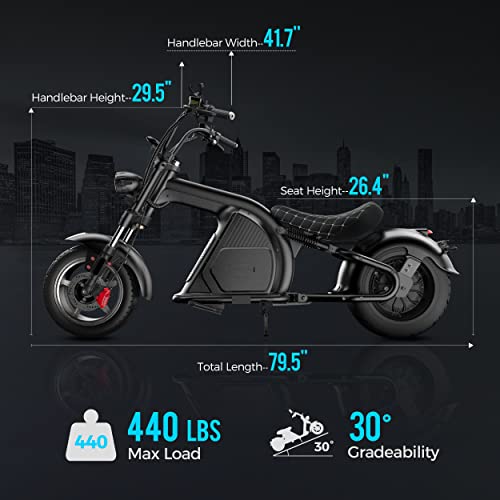 Handlebar Width--41.7"
Handlebar Height--29.5"
Seat Height--26.4"
Total Length--79.5"
440
440 LBS
Max Load
30°
30°
Gradeability